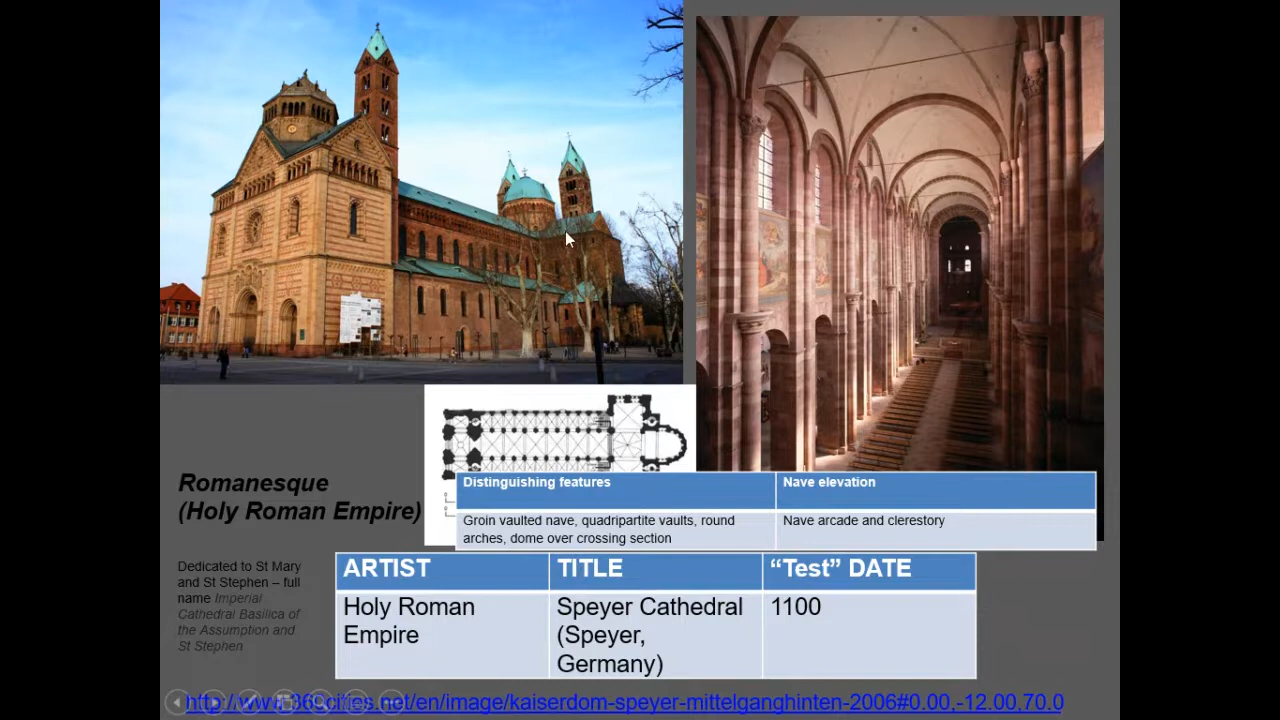 Romanesque
(Holy Roman Empire)
Distinguishing features
Nave elevation
Groin vaulted nave, quadripartite vaults, round
arches, dome over crossing section
Nave arcade and clerestory
Dedicated to St Mary
and St Stephen – full
name Imperial
Cathedral Basilica of
the Assumption and
St Stephen
ARTIST
TITLE
“Test” DATE
Holy Roman
Empire
Speyer Cathedral
(Speyer,
Germany)
1100
http://www.360cities.net/en/image/kaiserdom-speyer-mittelganghinten-2006#0.00,-12.00,70.0